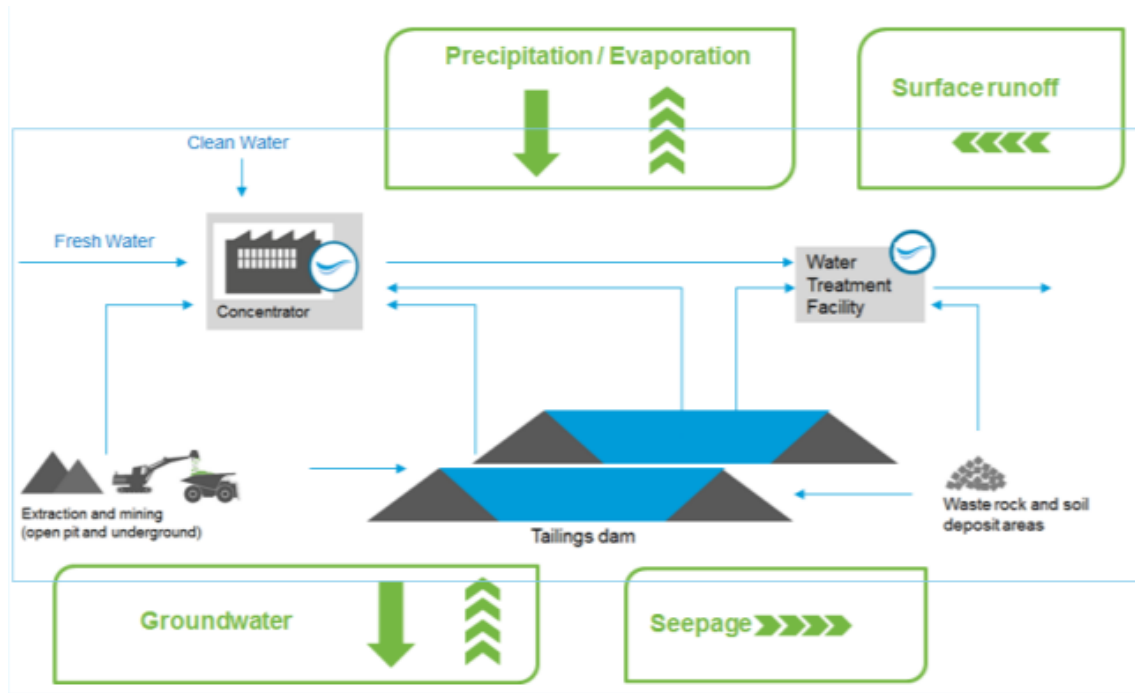 Precipitation / Evaporation
Surface runoff
Clean Water
Fresh Water
Water
Treatment
Facility
Concentrator
Extraction and mining
(open pit and underground)
Waste rock and soil
deposit areas
Tailings dam
Groundwater
Seepage